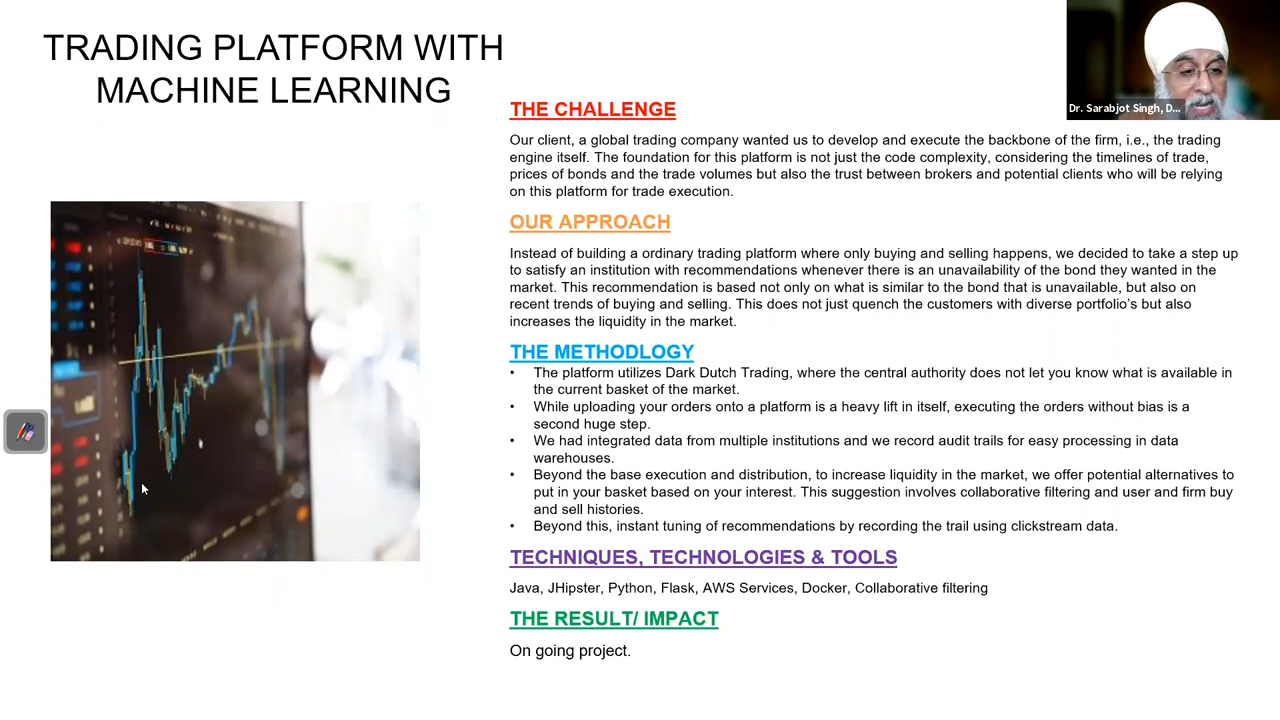 TRADING PLATFORM WITH
MACHINE LEARNING
Dr. Sarabjot Singh, D...
THE CHALLENGE
Our client, a global trading company wanted us to develop and execute the backbone of the firm, i.e., the trading
engine itself. The foundation for this platform is not just the code complexity, considering the timelines of trade,
prices of bonds and the trade volumes but also the trust between brokers and potential clients who will be relying
on this platform for trade execution.
OUR APPROACH
Instead of building a ordinary trading platform where only buying and selling happens, we decided to take a step up
to satisfy an institution with recommendations whenever there is an unavailability of the bond they wanted in the
market. This recommendation is based not only on what is similar to the bond that is unavailable, but also on
recent trends of buying and selling. This does not just quench the customers with diverse portfolio's but also
increases the liquidity in the market.
THE METHODLOGY
• The platform utilizes Dark Dutch Trading, where the central authority does not let you know what is available in
the current basket of the market.
• While uploading your orders onto a platform is a heavy lift in itself, executing the orders without bias is a
second huge step.
• We had integrated data from multiple institutions and we record audit trails for easy processing in data
warehouses.
• Beyond the base execution and distribution, to increase liquidity in the market, we offer potential alternatives to
put in your basket based on your interest. This suggestion involves collaborative filtering and user and firm buy
and sell histories.
• Beyond this, instant tuning of recommendations by recording the trail using clickstream data.
TECHNIQUES, TECHNOLOGIES & TOOLS
Java, JHipster, Python, Flask, AWS Services, Docker, Collaborative filtering
THE RESULT/ IMPACT
On going project.